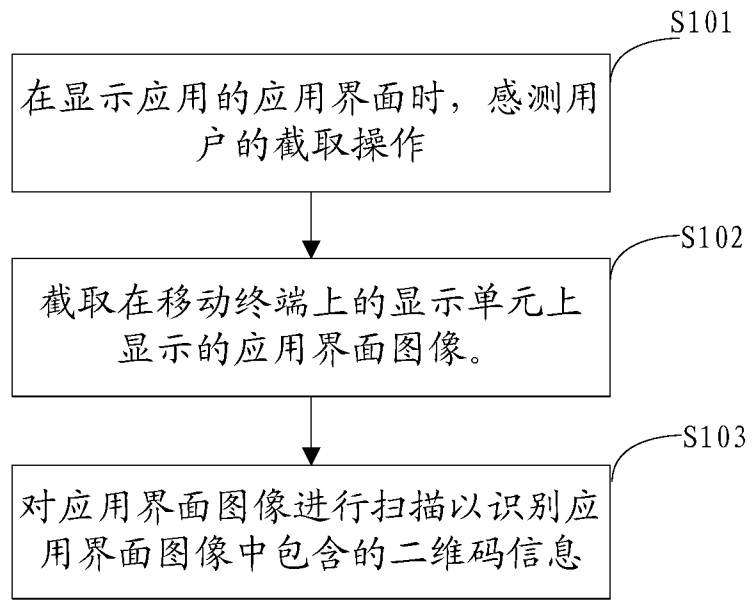 S101
在显示应用的应用界面时，感测用
户的截取操作
S102
截取在移动终端上的显示单元上
显示的应用界面图像。
S103
对应用界面图像进行扫描以识别应
用界面图像中包含的二维码信息